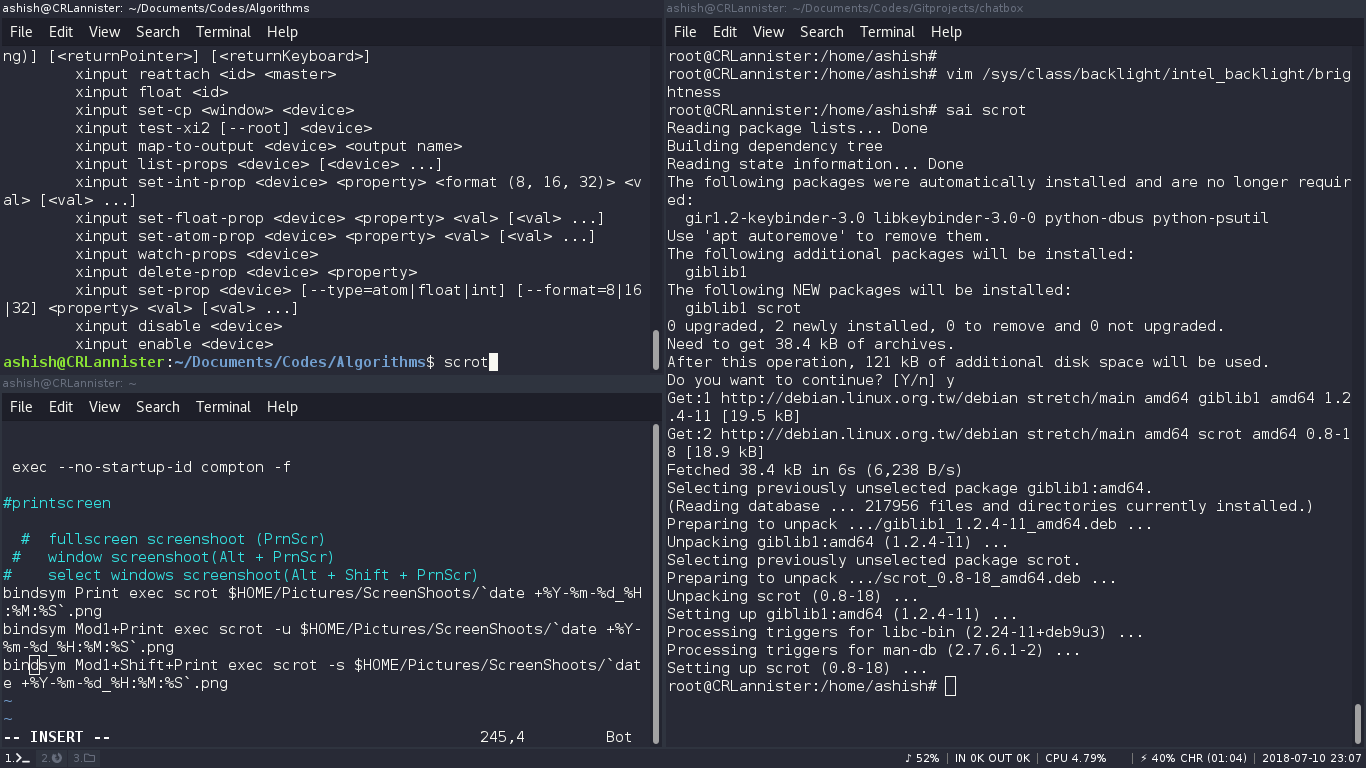 ashish@CRLannister: ~/Documents/Codes/Algorithms
File Edit View Search Terminal Help
ng)] [<returnPointer>] [<returnKeyboard>]
        xinput reattach <id> <master>
        xinput float <id>
        xinput set-cp <window> <device>
        xinput test-xi2 [--root] <device>
        xinput map-to-output <device> <output name>
        xinput list-props <device> [<device> ...]
        xinput set-int-prop <device> <property> <format (8, 16, 32)> <v
al> [<val> ...]
        xinput set-float-prop <device> <property> <val> [<val> ...]
        xinput set-atom-prop <device> <property> <val> [<val> ...]
        xinput watch-props <device>
        xinput delete-prop <device> <property>
        xinput set-prop <device> [--type=atom|float|int] [--format=8|16
|32] <property> <val> [<val> ...]
        xinput disable <device>
        xinput enable <device>
ashish@CRLannister:~/Documents/Codes/Algorithms$ scrot
ashish@CRLannister: ~
File Edit View Search Terminal Help
 exec --no-startup-id compton -f
#printscreen
  #  fullscreen screenshoot (PrnScr)
 #   window screenshoot(Alt + PrnScr)
#    select windows screenshoot(Alt + Shift + PrnScr)
bindsym Print exec scrot $HOME/Pictures/ScreenShoots/`date +%Y-%m-%d_%H
:%M:%S`.png
bindsym Mod1+Print exec scrot -u $HOME/Pictures/ScreenShoots/`date +%Y-
%m-%d_%H:%M:%S`.png
bindsym Mod1+Shift+Print exec scrot -s $HOME/Pictures/ScreenShoots/`dat
e +%Y-%m-%d_%H:%M:%S`.png
~
~
-- INSERT -- 245,4 Bot
ashish@CRLannister: ~/Documents/Codes/Gitprojects/chatbox
File Edit View Search Terminal Help
root@CRLannister:/home/ashish#
root@CRLannister:/home/ashish# vim /sys/class/backlight/intel_backlight/brig
htness
root@CRLannister:/home/ashish# sai scrot
Reading package lists... Done
Building dependency tree
Reading state information... Done
The following packages were automatically installed and are no longer requir
ed:
  gir1.2-keybinder-3.0 libkeybinder-3.0-0 python-dbus python-psutil
Use 'apt autoremove' to remove them.
The following additional packages will be installed:
  giblib1
The following NEW packages will be installed:
  giblib1 scrot
0 upgraded, 2 newly installed, 0 to remove and 0 not upgraded.
Need to get 38.4 kB of archives.
After this operation, 121 kB of additional disk space will be used.
Do you want to continue? [Y/n] y
Get:1 http://debian.linux.org.tw/debian stretch/main amd64 giblib1 amd64 1.2
.4-11 [19.5 kB]
Get:2 http://debian.linux.org.tw/debian stretch/main amd64 scrot amd64 0.8-1
8 [18.9 kB]
Fetched 38.4 kB in 6s (6,238 B/s)
Selecting previously unselected package giblib1:amd64.
(Reading database ... 217956 files and directories currently installed.)
Preparing to unpack .../giblib1_1.2.4-11_amd64.deb ...
Unpacking giblib1:amd64 (1.2.4-11) ...
Selecting previously unselected package scrot.
Preparing to unpack .../scrot_0.8-18_amd64.deb ...
Unpacking scrot (0.8-18) ...
Setting up giblib1:amd64 (1.2.4-11) ...
Processing triggers for libc-bin (2.24-11+deb9u3) ...
Processing triggers for man-db (2.7.6.1-2) ...
Setting up scrot (0.8-18) ...
root@CRLannister:/home/ashish#
1. 2. 3. ♪ 52% | IN 0K OUT 0K | CPU 4.79% | ⚡ 40% CHR (01:04) | 2018-07-10 23:07